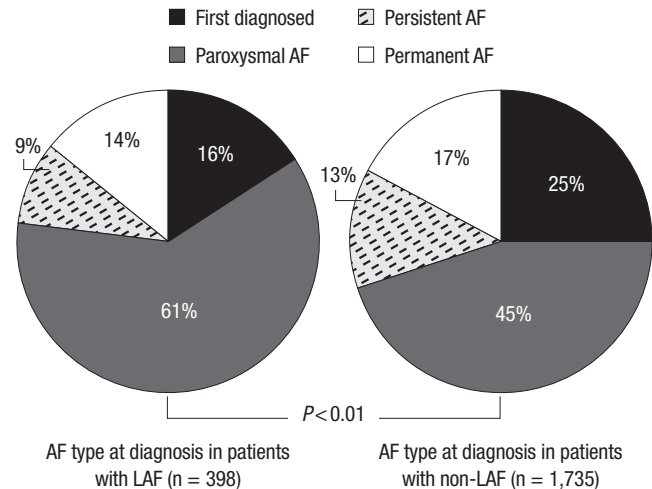 First diagnosed
Persistent AF
Paroxysmal AF
Permanent AF
9%
14%
16%
61%
13%
17%
25%
45%
P<0.01
AF type at diagnosis in patients
with LAF (n = 398)
AF type at diagnosis in patients
with non-LAF (n = 1,735)